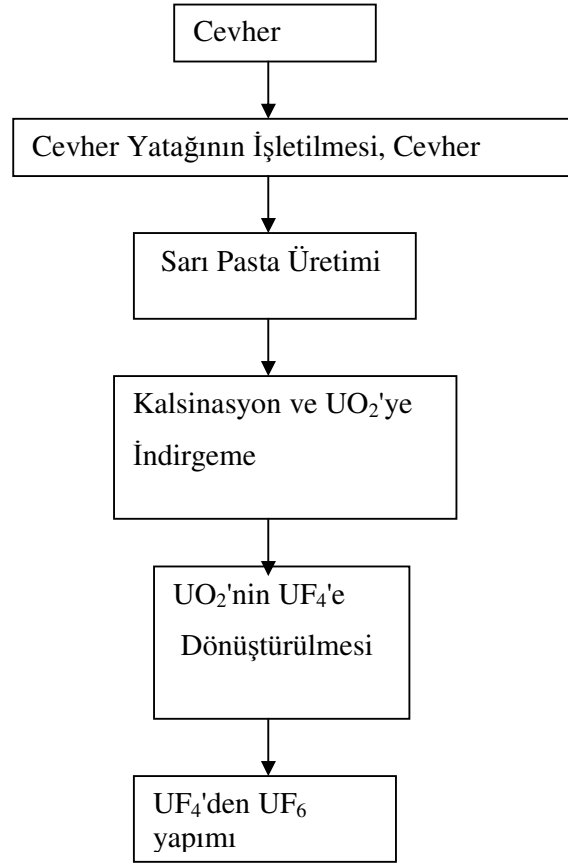 Cevher
Cevher Yatağının İşletilmesi, Cevher
Sarı Pasta Üretimi
Kalsinasyon ve UO₂'ye
İndirgeme
UO₂'nin UF₄'e
Dönüştürülmesi
UF₄'den UF₆
yapımı